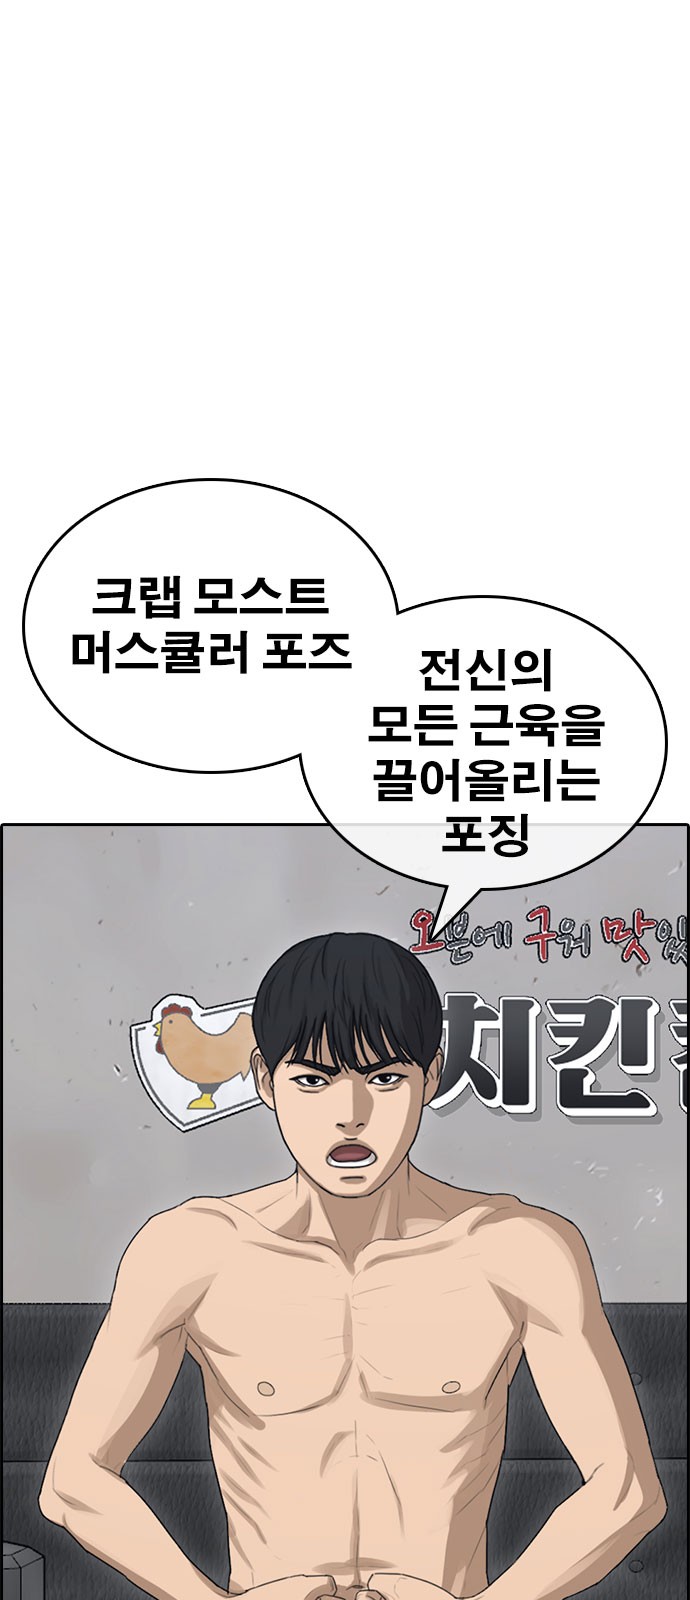 크랩 모스트
머스큘러 포즈
전신의
모든 근육을
끌어올리는
포징
오븐에 구워 맛있
치킨